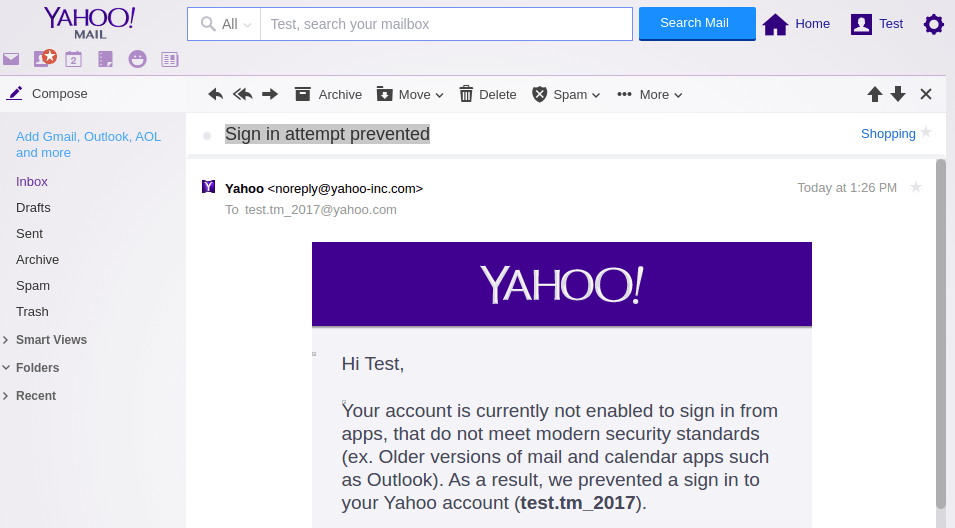 YAHOO!
MAIL
All
Test, search your mailbox
Search Mail
Home
Test
2
Compose
Archive
Move
Delete
Spam
More
Add Gmail, Outlook, AOL
and more
Inbox
Drafts
Sent
Archive
Spam
Trash
Smart Views
Folders
Recent
Sign in attempt prevented
Shopping
Yahoo <noreply@yahoo-inc.com>
Today at 1:26 PM
To test.tm_2017@yahoo.com
YAHOO!
Hi Test,
Your account is currently not enabled to sign in from
apps, that do not meet modern security standards
(ex. Older versions of mail and calendar apps such
as Outlook). As a result, we prevented a sign in to
your Yahoo account (test.tm_2017).